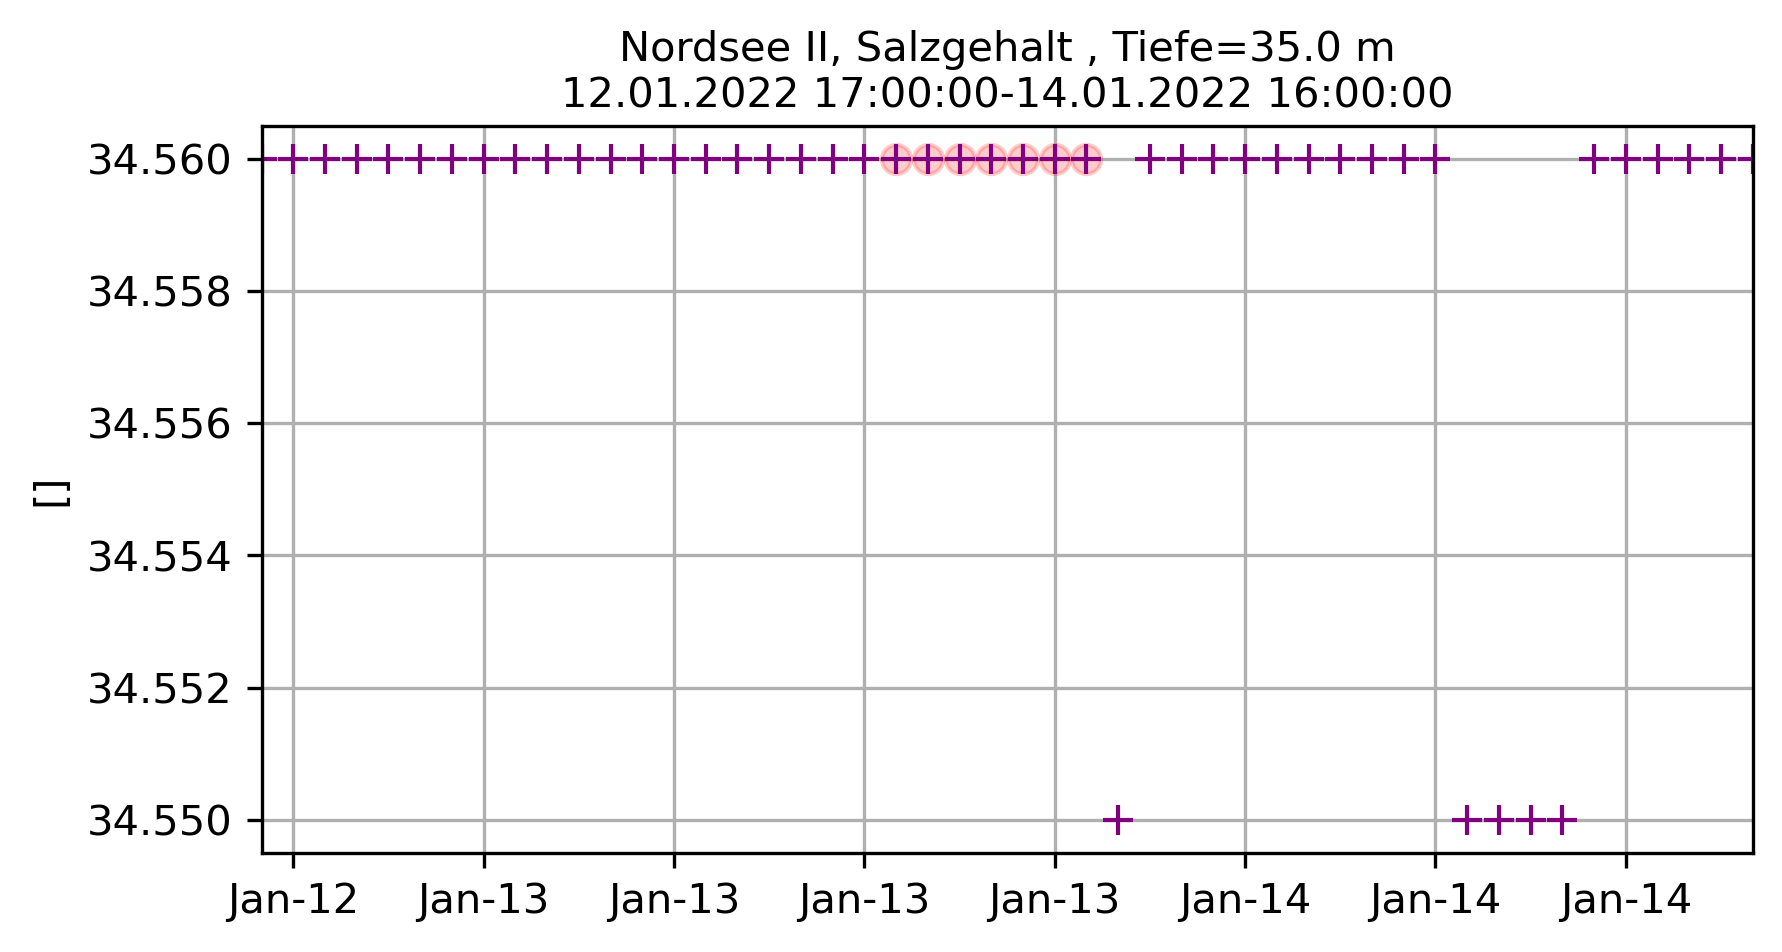 Nordsee II, Salzgehalt , Tiefe=35.0 m
12.01.2022 17:00:00-14.01.2022 16:00:00
34.560
34.558
34.556
34.554
34.552
34.550
[]
Jan-12 Jan-13 Jan-13 Jan-13 Jan-13 Jan-14 Jan-14 Jan-14